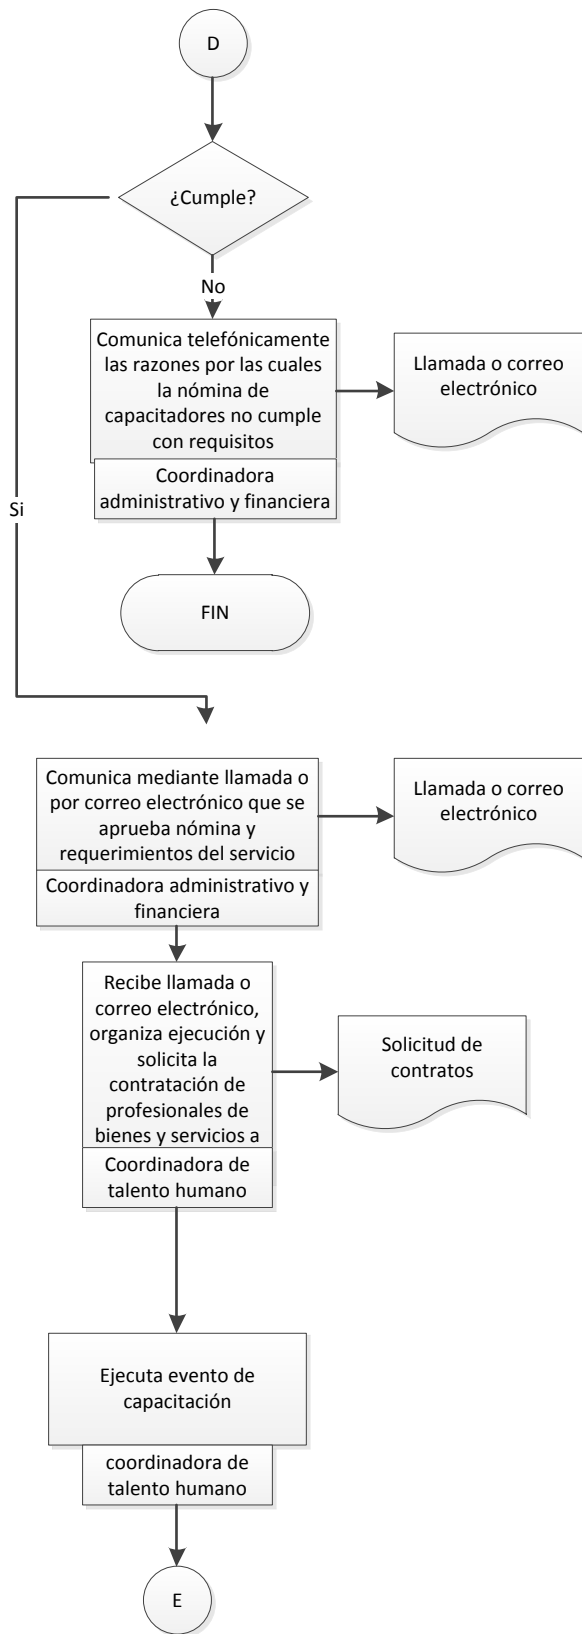 D
¿Cumple?
No
Comunica telefónicamente
las razones por las cuales
la nómina de
capacitadores no cumple
con requisitos
Llamada o correo
electrónico
Coordinadora
administrativo y financiera
Si
FIN
Comunica mediante llamada o
por correo electrónico que se
aprueba nómina y
requerimientos del servicio
Llamada o correo
electrónico
Coordinadora administrativo y
financiera
Recibe llamada o
correo electrónico,
organiza ejecución y
solicita la
contratación de
profesionales de
bienes y servicios a
Solicitud de
contratos
Coordinadora de
talento humano
Ejecuta evento de
capacitación
coordinadora de
talento humano
E